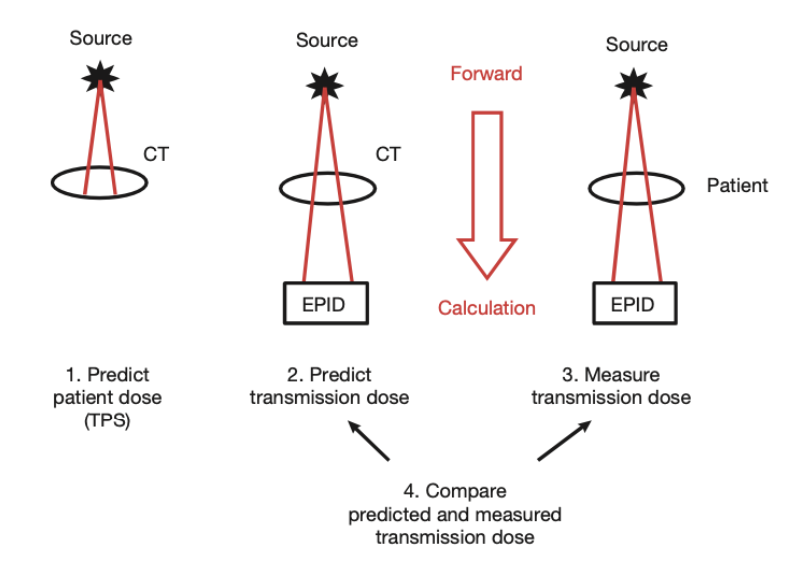 Source
CT
1. Predict
patient dose
(TPS)
Source
CT
EPID
2. Predict
transmission dose
Forward
Calculation
Source
Patient
EPID
3. Measure
transmission dose
4. Compare
predicted and measured
transmission dose